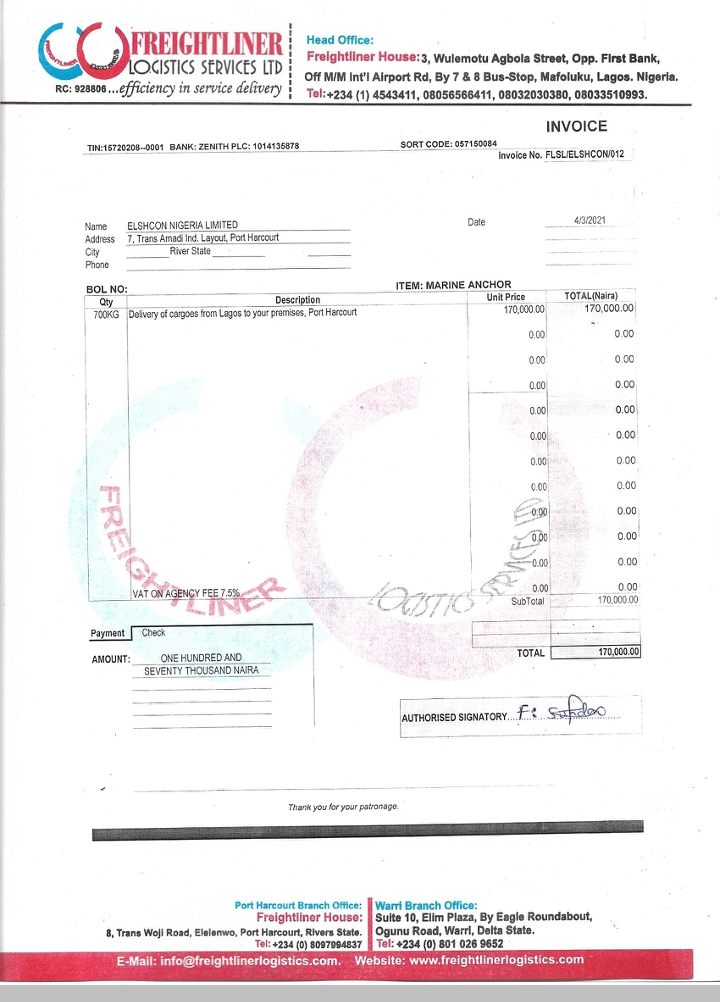 FREIGHTLINER
LOGISTICS SERVICES LTD
RC: 928806 ...efficiency in service delivery
Head Office:
Freightliner House: 3, Wulemotu Agbola Street, Opp. First Bank,
Off M/M Int'l Airport Rd, By 7 & 8 Bus-Stop, Mafoluku, Lagos. Nigeria.
Tel:+234 (1) 4543411, 08056566411, 08032030380, 08033510993.
INVOICE
TIN:15720208--0001 BANK: ZENITH PLC: 1014135878 SORT CODE: 057150084
Invoice No. FLSL/ELSHCON/012
Name ELSHCON NIGERIA LIMITED Date 4/3/2021
Address 7, Trans Amadi Ind. Layout, Port Harcourt
City River State
Phone
BOL NO: ITEM: MARINE ANCHOR
Qty Description Unit Price TOTAL(Naira)
700KG Delivery of cargoes from Lagos to your premises, Port Harcourt 170,000.00 170,000.00
0.00 0.00
0.00 0.00
0.00 0.00
0.00 0.00
0.00 0.00
0.00 0.00
0.00 0.00
0.00 0.00
0.00 0.00
0.00 0.00
VAT ON AGENCY FEE 7.5% 0.00 0.00
FREIGHTLINER
LOGISTICS SERVICES LTD
SubTotal 170,000.00
Payment Check
TOTAL 170,000.00
AMOUNT: ONE HUNDRED AND
SEVENTY THOUSAND NAIRA
AUTHORISED SIGNATORY
Thank you for your patronage.
Port Harcourt Branch Office:
Freightliner House:
8, Trans Woji Road, Elelenwo, Port Harcourt, Rivers State.
Tel: +234 (0) 8097994837
Warri Branch Office:
Suite 10, Elim Plaza, By Eagle Roundabout,
Ogunu Road, Warri, Delta State.
Tel: +234 (0) 801 026 9652
E-Mail: info@freightlinerlogistics.com. Website: www.freightlinerlogistics.com